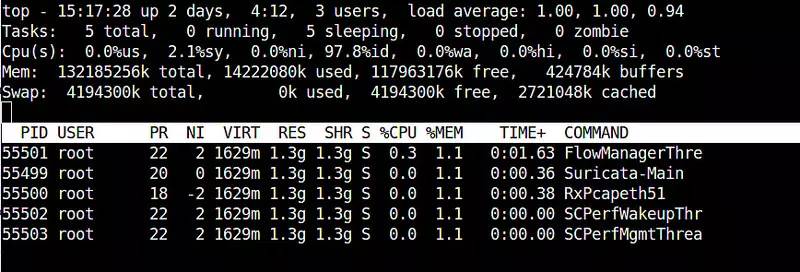 top - 15:17:28 up 2 days,  4:12,  3 users,  load average: 1.00, 1.00, 0.94
Tasks:   5 total,   0 running,   5 sleeping,   0 stopped,   0 zombie
Cpu(s):  0.0%us,  2.1%sy,  0.0%ni, 97.8%id,  0.0%wa,  0.0%hi,  0.0%si,  0.0%st
Mem:  132185256k total, 14222080k used, 117963176k free,   424784k buffers
Swap:  4194300k total,        0k used,  4194300k free,  2721048k cached
  PID USER      PR  NI  VIRT  RES  SHR S %CPU %MEM    TIME+  COMMAND
55501 root      22   2 1629m 1.3g 1.3g S  0.3  1.1   0:01.63 FlowManagerThre
55499 root      20   0 1629m 1.3g 1.3g S  0.0  1.1   0:00.36 Suricata-Main
55500 root      18  -2 1629m 1.3g 1.3g S  0.0  1.1   0:00.38 RxPcapeth51
55502 root      22   2 1629m 1.3g 1.3g S  0.0  1.1   0:00.00 SCPerfWakeupThr
55503 root      22   2 1629m 1.3g 1.3g S  0.0  1.1   0:00.00 SCPerfMgmtThrea